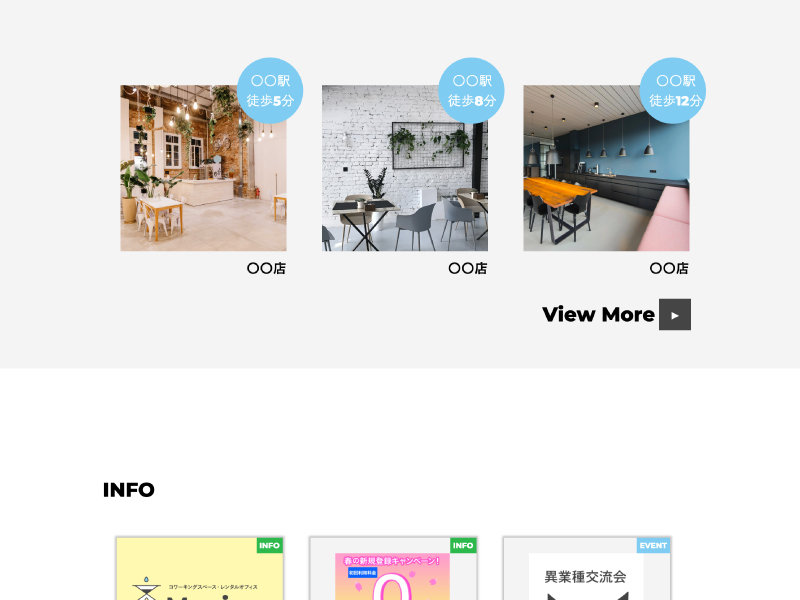 〇〇駅
徒歩5分
〇〇駅
徒歩8分
〇〇駅
徒歩12分
〇〇店
〇〇店
〇〇店
View More
INFO
INFO
INFO
EVENT
春の新規登録キャンペーン!
初回利用料金
コワーキングスペース・レンタルオフィス
異業種交流会